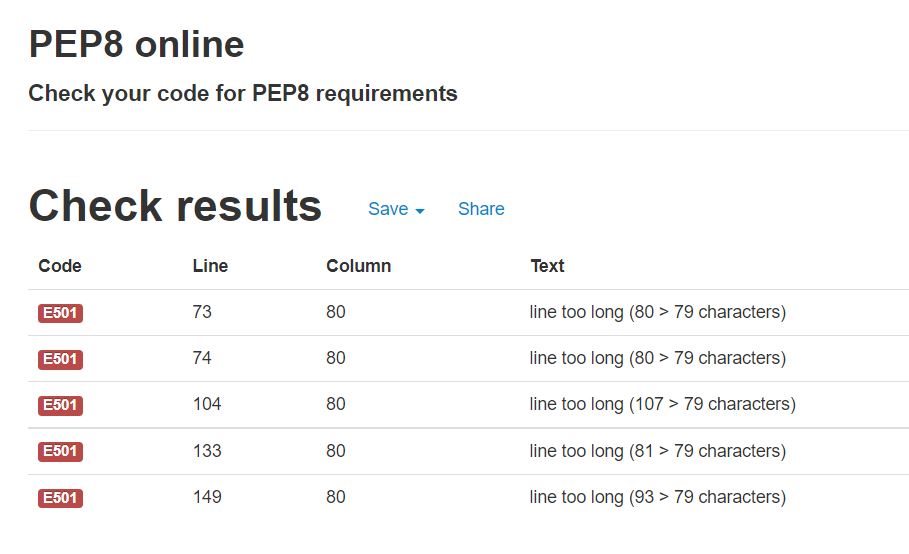 PEP8 online
Check your code for PEP8 requirements
Check results Save Share
Code Line Column Text
E501 73 80 line too long (80 > 79 characters)
E501 74 80 line too long (80 > 79 characters)
E501 104 80 line too long (107 > 79 characters)
E501 133 80 line too long (81 > 79 characters)
E501 149 80 line too long (93 > 79 characters)